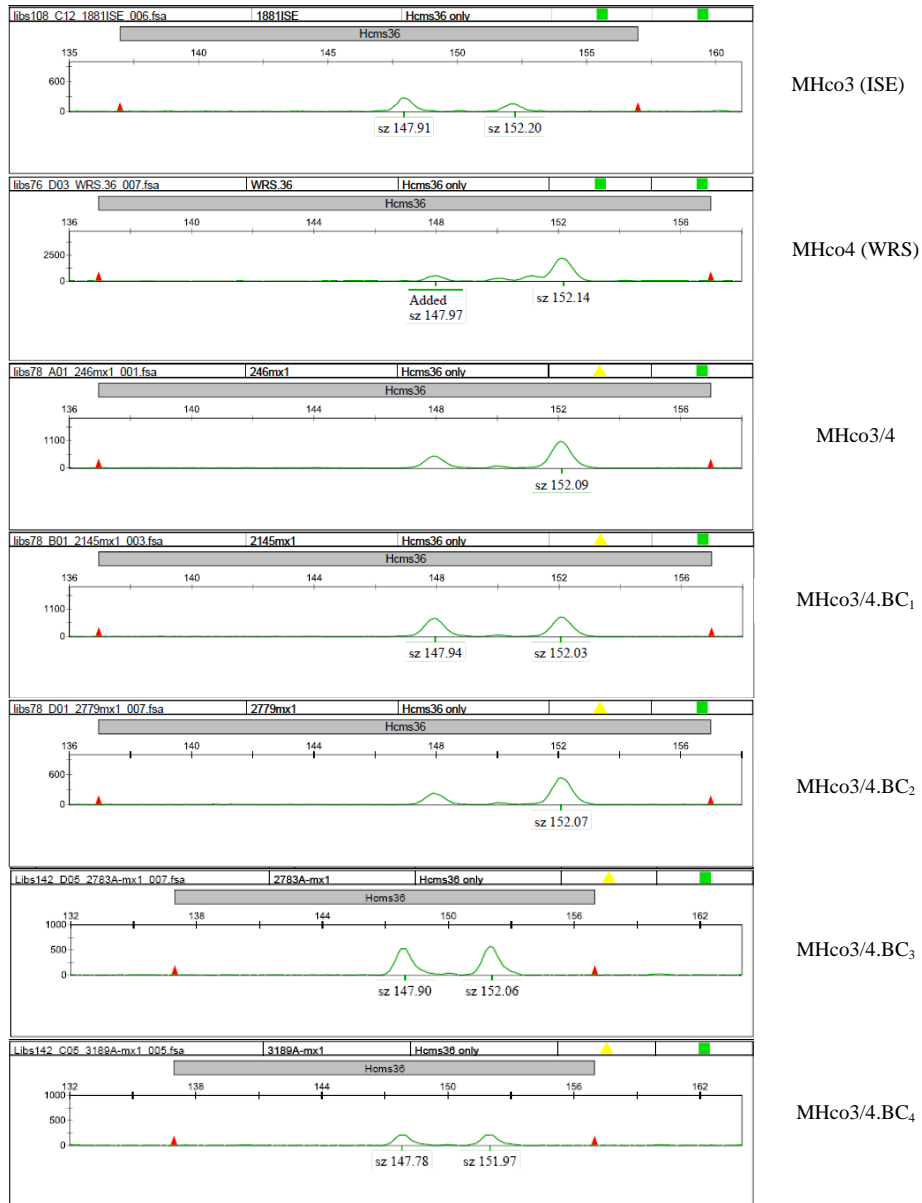 libs108_C12_1881ISE_006.fsa 1881ISE Hcms36 only
Hcms36
135 140 145 150 155 160
600
0
sz 147.91 sz 152.20
MHco3 (ISE)
libs76_D03_WRS.36_007.fsa WRS.36 Hcms36 only
Hcms36
136 140 144 148 152 156
2500
0
Added
sz 147.97
sz 152.14
MHco4 (WRS)
libs78_A01_246mx1_001.fsa 246mx1 Hcms36 only
Hcms36
136 140 144 148 152 156
1100
0
sz 152.09
MHco3/4
libs78_B01_2145mx1_003.fsa 2145mx1 Hcms36 only
Hcms36
136 140 144 148 152 156
1100
0
sz 147.94 sz 152.03
MHco3/4.BC₁
libs78_D01_2779mx1_007.fsa 2779mx1 Hcms36 only
Hcms36
136 140 144 148 152 156
600
0
sz 152.07
MHco3/4.BC₂
Libs142_D05_2783A-mx1_007.fsa 2783A-mx1 Hcms36 only
Hcms36
132 138 144 150 156 162
1000
500
0
sz 147.90 sz 152.06
MHco3/4.BC₃
Libs142_C05_3189A-mx1_005.fsa 3189A-mx1 Hcms36 only
Hcms36
132 138 144 150 156 162
1000
500
0
sz 147.78 sz 151.97
MHco3/4.BC₄